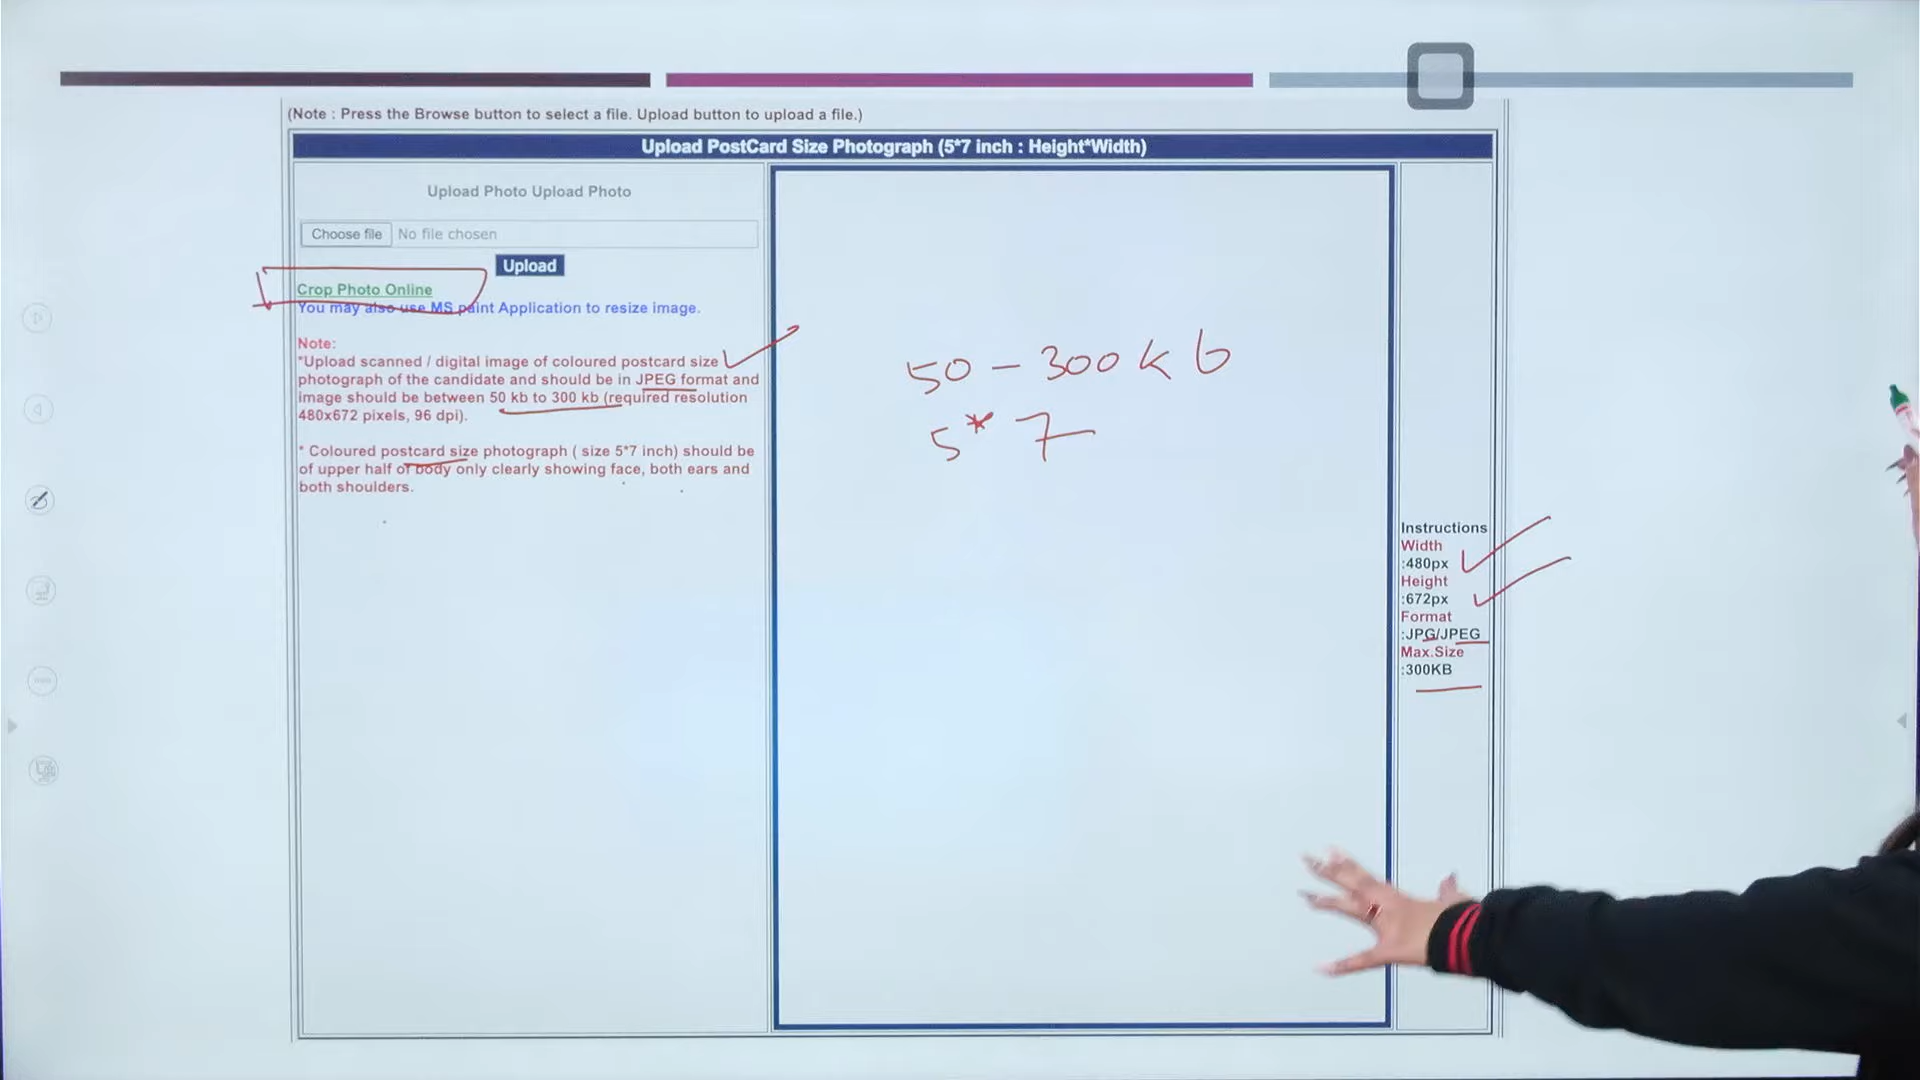 (Note : Press the Browse button to select a file. Upload button to upload a file.)
Upload PostCard Size Photograph (5*7 inch : Height*Width)
Upload Photo Upload Photo
Choose file No file chosen
Upload
Crop Photo Online
You may also use MS paint Application to resize image.
Note:
*Upload scanned / digital image of coloured postcard size
photograph of the candidate and should be in JPEG format and
image should be between 50 kb to 300 kb (required resolution
480x672 pixels, 96 dpi).
* Coloured postcard size photograph ( size 5*7 inch) should be
of upper half of body only clearly showing face, both ears and
both shoulders.
50 - 300 k b
5 * 7
Instructions
Width
:480px
Height
:672px
Format
:JPG/JPEG
Max.Size
:300KB